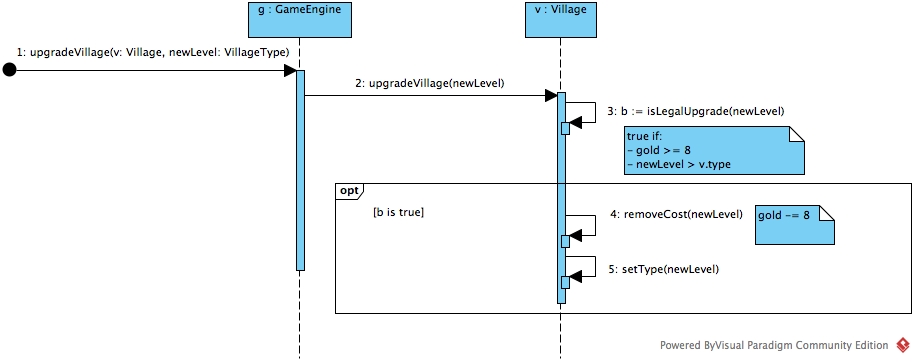 g : GameEngine
v : Village
1: upgradeVillage(v: Village, newLevel: VillageType)
2: upgradeVillage(newLevel)
3: b := isLegalUpgrade(newLevel)
true if:
- gold >= 8
- newLevel > v.type
opt
[b is true]
4: removeCost(newLevel)
gold -= 8
5: setType(newLevel)
Powered ByVisual Paradigm Community Edition